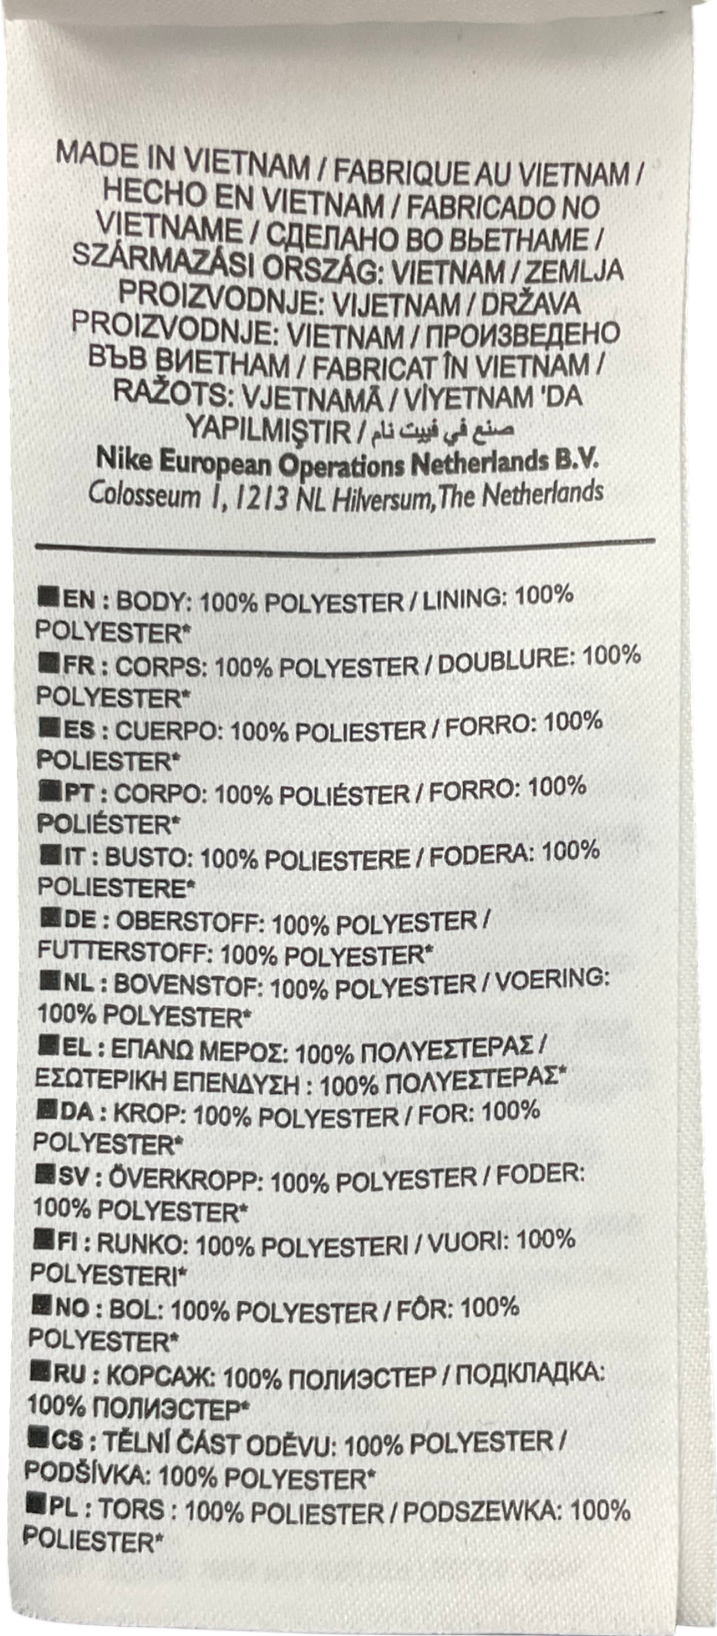 MADE IN VIETNAM / FABRIQUE AU VIETNAM /
HECHO EN VIETNAM / FABRICADO NO
VIETNAME / СДЕЛАНО ВО ВЬЕТНАМЕ /
SZÁRMAZÁSI ORSZÁG: VIETNAM / ZEMLJA
PROIZVODNJE: VIJETNAM / DRŽAVA
PROIZVODNJE: VIETNAM / ПРОИЗВЕДЕНО
ВЪВ ВИЕТНАМ / FABRICAT ÎN VIETNAM /
RAŽOTS: VJETNAMĀ / VİYETNAM 'DA
YAPILMIŞTIR / صنع في فييت نام
Nike European Operations Netherlands B.V.
Colosseum 1, 1213 NL Hilversum, The Netherlands
EN : BODY: 100% POLYESTER / LINING: 100%
POLYESTER*
FR : CORPS: 100% POLYESTER / DOUBLURE: 100%
POLYESTER*
ES : CUERPO: 100% POLIESTER / FORRO: 100%
POLIESTER*
PT : CORPO: 100% POLIÉSTER / FORRO: 100%
POLIÉSTER*
IT : BUSTO: 100% POLIESTERE / FODERA: 100%
POLIESTERE*
DE : OBERSTOFF: 100% POLYESTER /
FUTTERSTOFF: 100% POLYESTER*
NL : BOVENSTOF: 100% POLYESTER / VOERING:
100% POLYESTER*
EL : ΕΠΑΝΩ ΜΕΡΟΣ: 100% ΠΟΛΥΕΣΤΕΡΑΣ /
ΕΣΩΤΕΡΙΚΗ ΕΠΕΝΔΥΣΗ : 100% ΠΟΛΥΕΣΤΕΡΑΣ*
DA : KROP: 100% POLYESTER / FOR: 100%
POLYESTER*
SV : ÖVERKROPP: 100% POLYESTER / FODER:
100% POLYESTER*
FI : RUNKO: 100% POLYESTERI / VUORI: 100%
POLYESTERI*
NO : BOL: 100% POLYESTER / FÔR: 100%
POLYESTER*
RU : КОРСАЖ: 100% ПОЛИЭСТЕР / ПОДКЛАДКА:
100% ПОЛИЭСТЕР*
CS : TĚLNÍ ČÁST ODĚVU: 100% POLYESTER /
PODŠÍVKA: 100% POLYESTER*
PL : TORS : 100% POLIESTER / PODSZEWKA: 100%
POLIESTER*